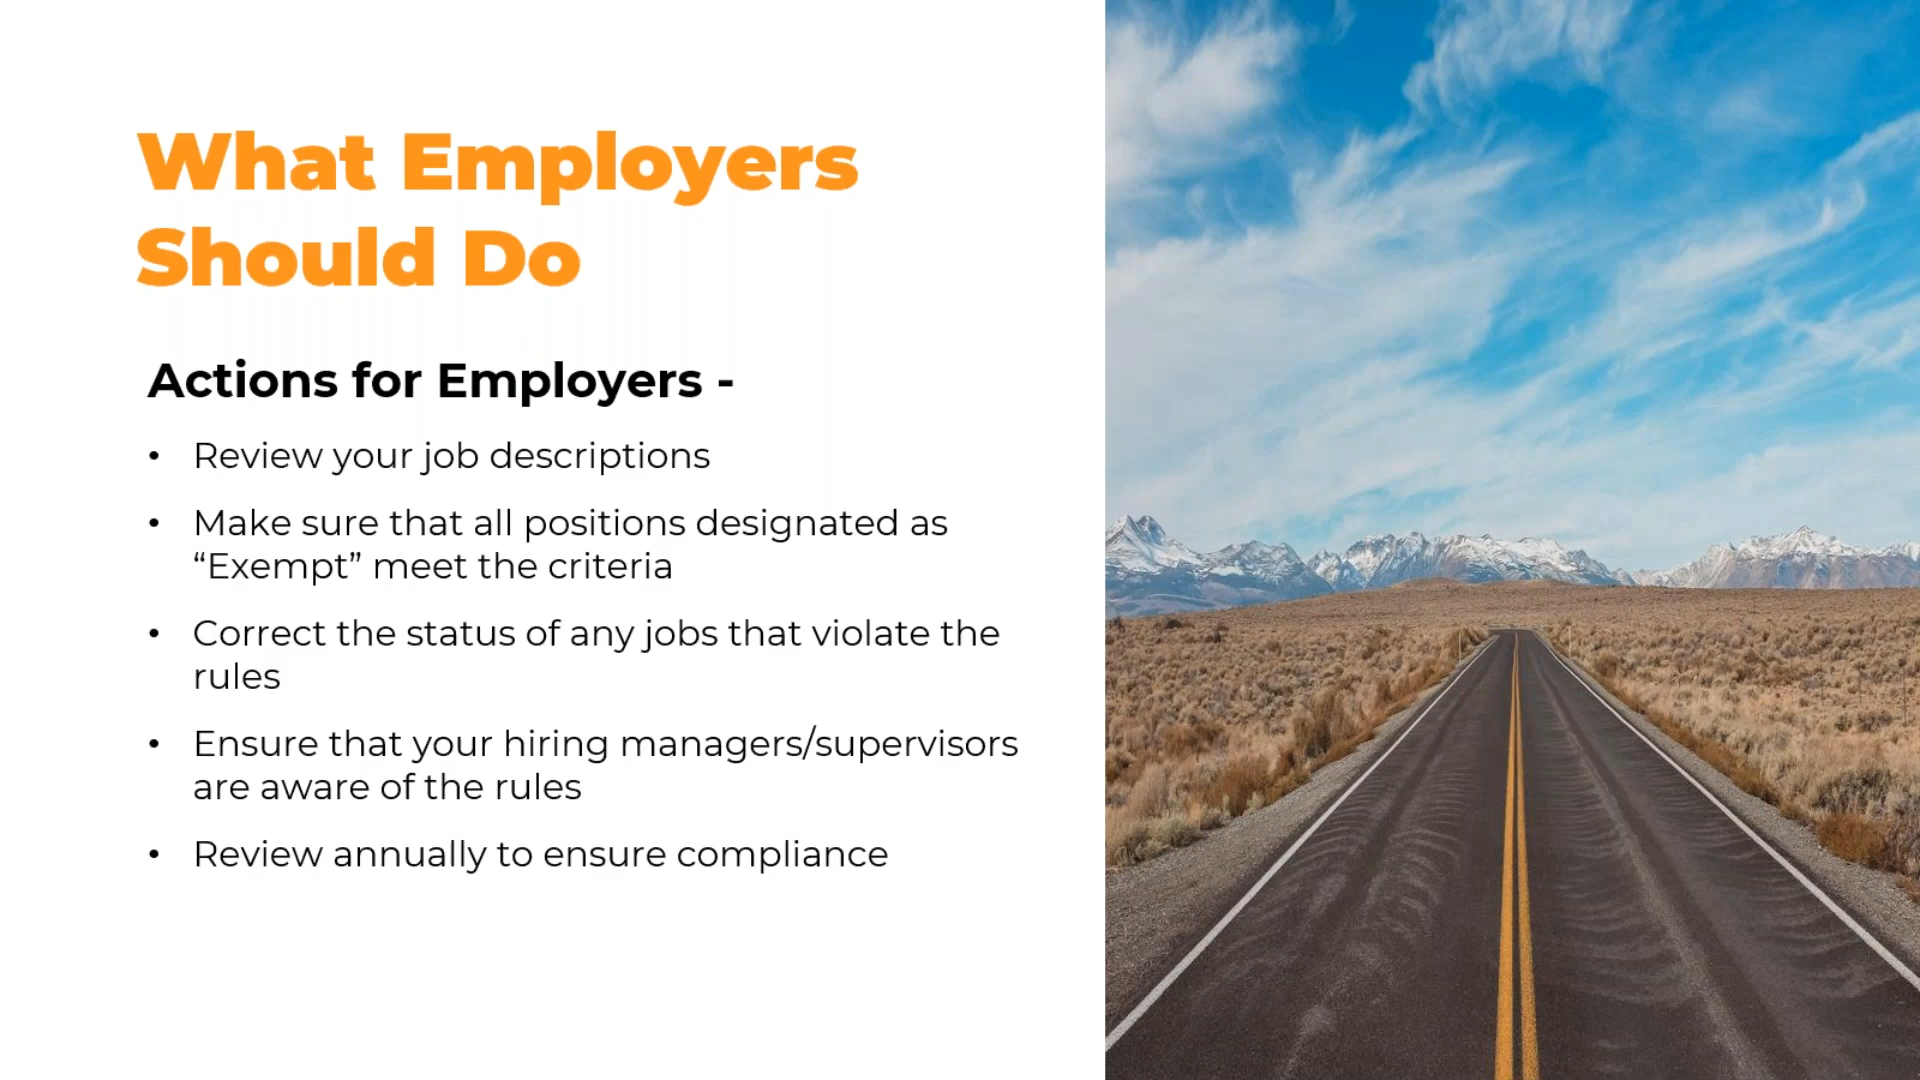 What Employers
Should Do
Actions for Employers -
• Review your job descriptions
• Make sure that all positions designated as
“Exempt” meet the criteria
• Correct the status of any jobs that violate the
rules
• Ensure that your hiring managers/supervisors
are aware of the rules
• Review annually to ensure compliance